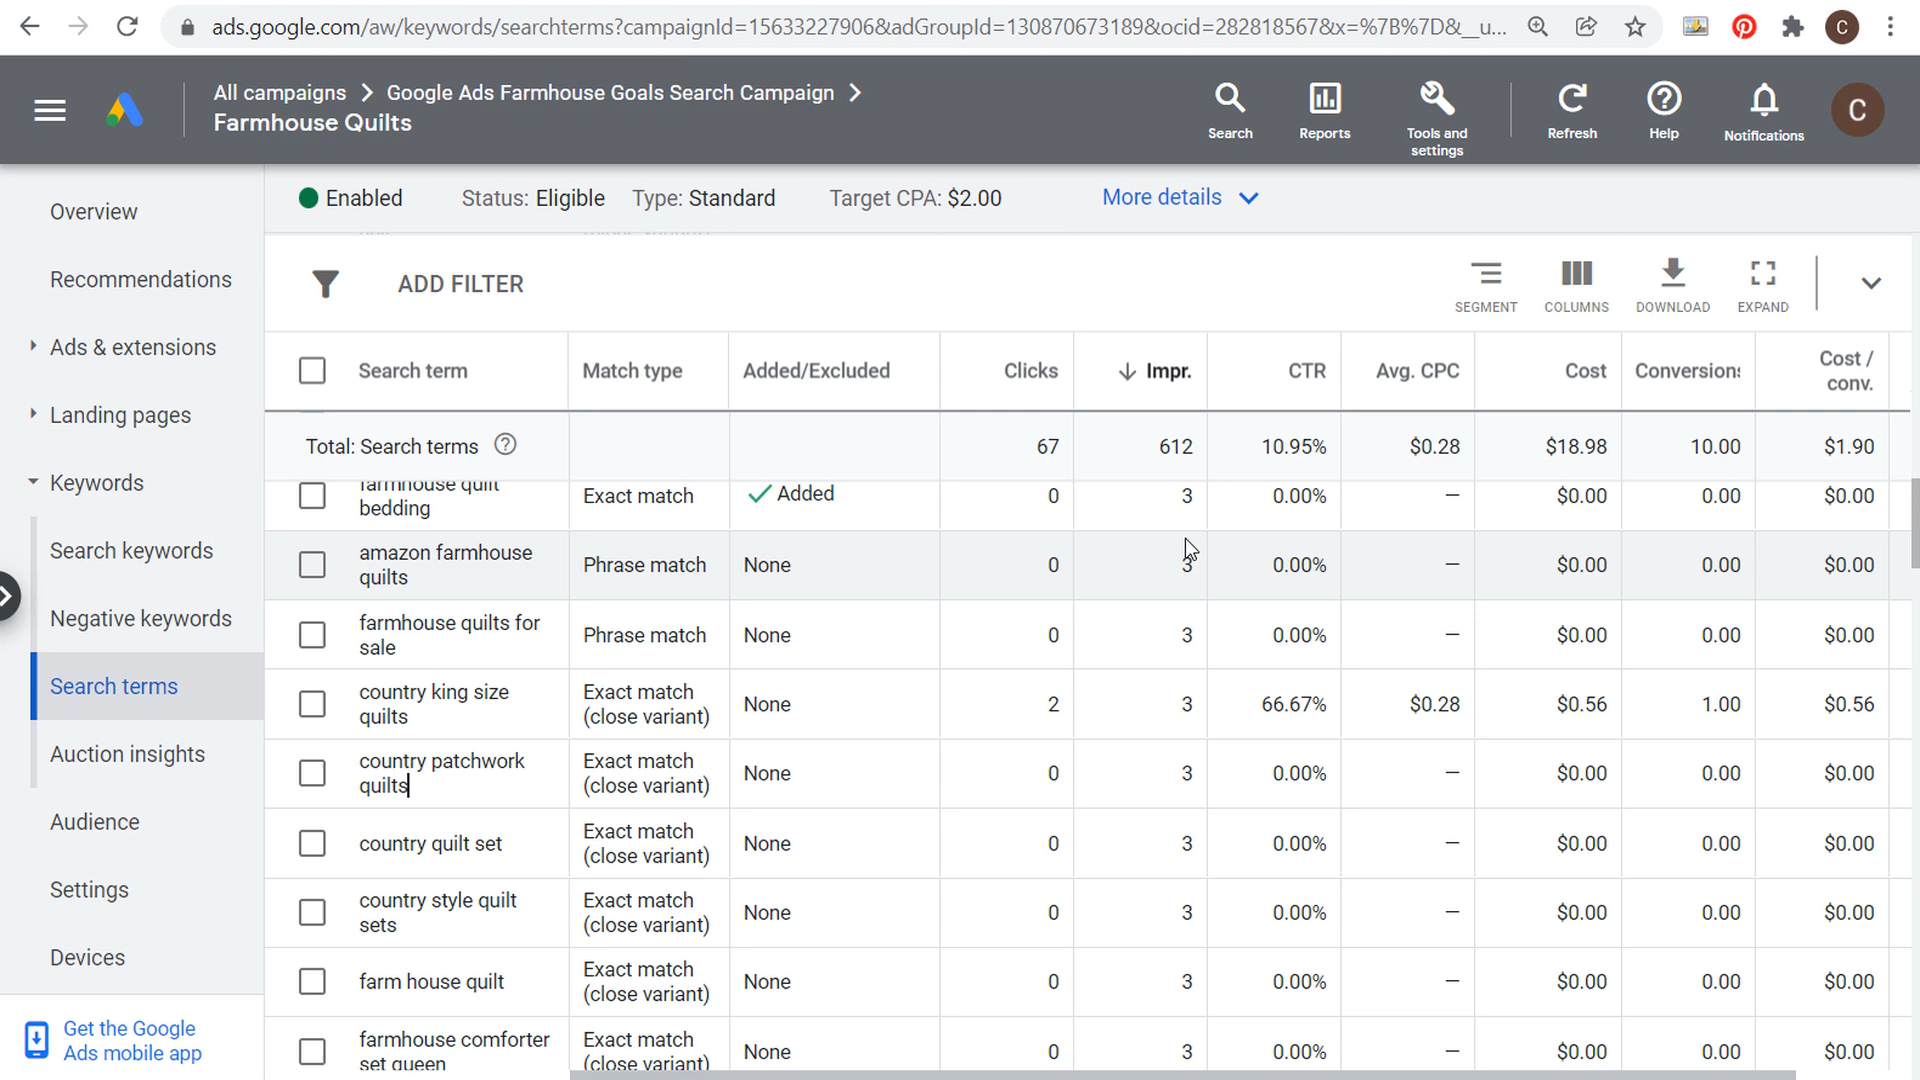 ads.google.com/aw/keywords/searchterms?campaignId=15633227906&adGroupId=130870673189&ocid=282818567&x=%7B%7D&__u...
C
All campaigns > Google Ads Farmhouse Goals Search Campaign >
Farmhouse Quilts
Search
Reports
Tools and
settings
Refresh
Help
Notifications
C
Enabled
Status: Eligible
Type: Standard
Target CPA: $2.00
More details
Overview
Recommendations
Ads & extensions
Landing pages
Keywords
Search keywords
Negative keywords
Search terms
Auction insights
Audience
Settings
Devices
Get the Google
Ads mobile app
ADD FILTER
SEGMENT
COLUMNS
DOWNLOAD
EXPAND
Search term Match type Added/Excluded Clicks Impr. CTR Avg. CPC Cost Conversions Cost /
conv.
Total: Search terms 67 612 10.95% $0.28 $18.98 10.00 $1.90
farmhouse quilt
bedding Exact match Added 0 3 0.00% — $0.00 0.00 $0.00
amazon farmhouse
quilts Phrase match None 0 3 0.00% — $0.00 0.00 $0.00
farmhouse quilts for
sale Phrase match None 0 3 0.00% — $0.00 0.00 $0.00
country king size Exact match
quilts (close variant) None 2 3 66.67% $0.28 $0.56 1.00 $0.56
country patchwork Exact match
quilts (close variant) None 0 3 0.00% — $0.00 0.00 $0.00
country quilt set Exact match
(close variant) None 0 3 0.00% — $0.00 0.00 $0.00
country style quilt Exact match
sets (close variant) None 0 3 0.00% — $0.00 0.00 $0.00
farm house quilt Exact match
(close variant) None 0 3 0.00% — $0.00 0.00 $0.00
farmhouse comforter Exact match
set queen (close variant) None 0 3 0.00% — $0.00 0.00 $0.00